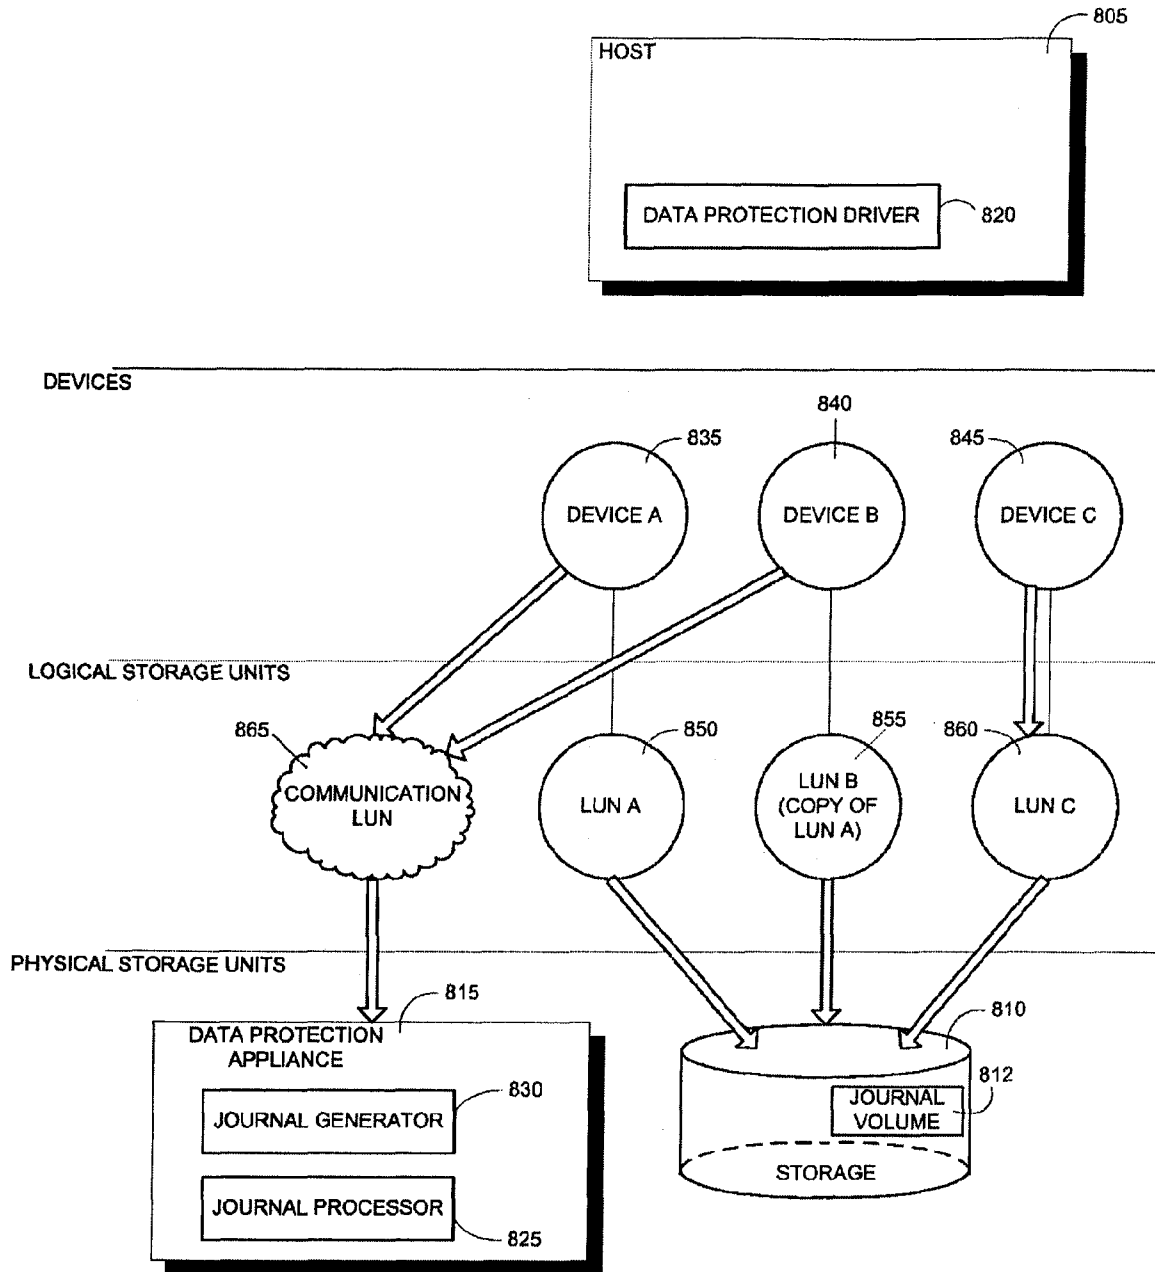 805
HOST
DATA PROTECTION DRIVER
820
DEVICES
840
835
845
DEVICE A
DEVICE B
DEVICE C
LOGICAL STORAGE UNITS
865
850
855
860
COMMUNICATION
LUN
LUN A
LUN B
(COPY OF
LUN A)
LUN C
PHYSICAL STORAGE UNITS
815
810
DATA PROTECTION
APPLIANCE
830
JOURNAL GENERATOR
JOURNAL PROCESSOR
825
812
JOURNAL
VOLUME
STORAGE